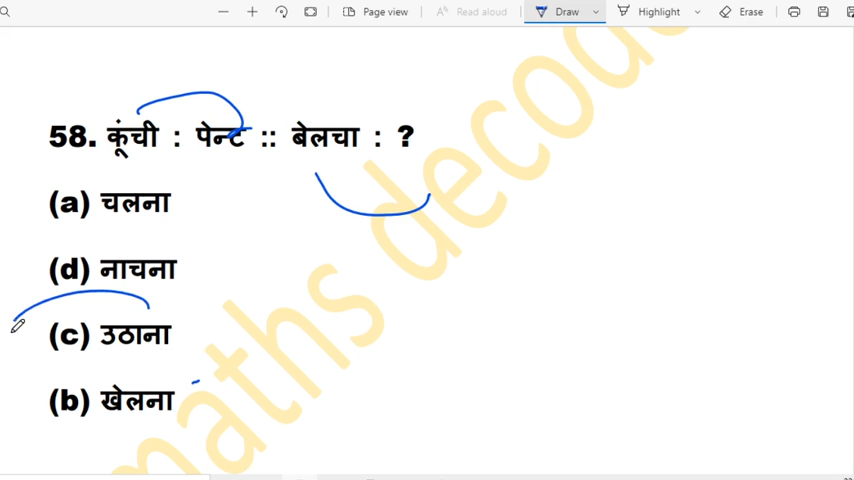 Page view
Read aloud
Draw
Highlight
Erase
58. कूंची : पेन्ट :: बेलचा : ?
(a) चलना
(d) नाचना
(c) उठाना
(b) खेलना
maths decode